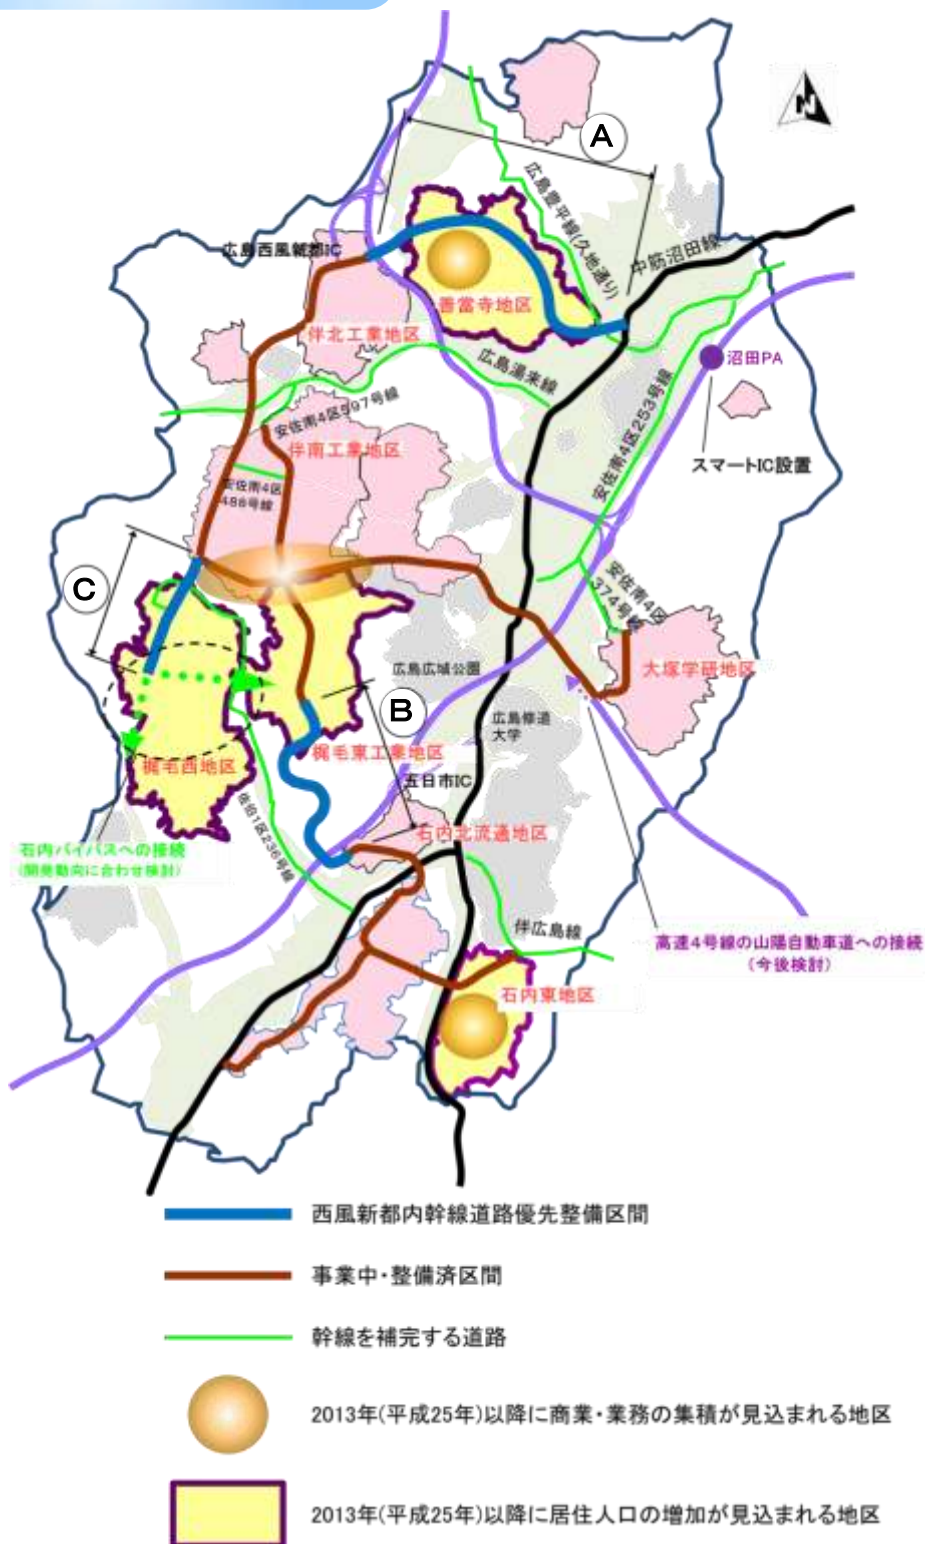 A
N
広島豊平線(久地通り)
広島西風新都IC
中筋沼田線
善當寺地区
伴北工業地区
広島湯来線
沼田PA
安佐南4区597号線
安佐南4区253号線
伴南工業地区
スマートIC設置
安佐南4区
488号線
C
安佐南4区
374号線
大塚学研地区
広島広域公園
B
広島修道
大学
梶毛東工業地区
梶毛西地区
五日市IC
佐伯1区236号線
石内北流通地区
石内バイパスへの接続
(開発動向に合わせ検討)
伴広島線
高速4号線の山陽自動車道への接続
(今後検討)
石内東地区
西風新都内幹線道路優先整備区間
事業中・整備済区間
幹線を補完する道路
2013年(平成25年)以降に商業・業務の集積が見込まれる地区
2013年(平成25年)以降に居住人口の増加が見込まれる地区